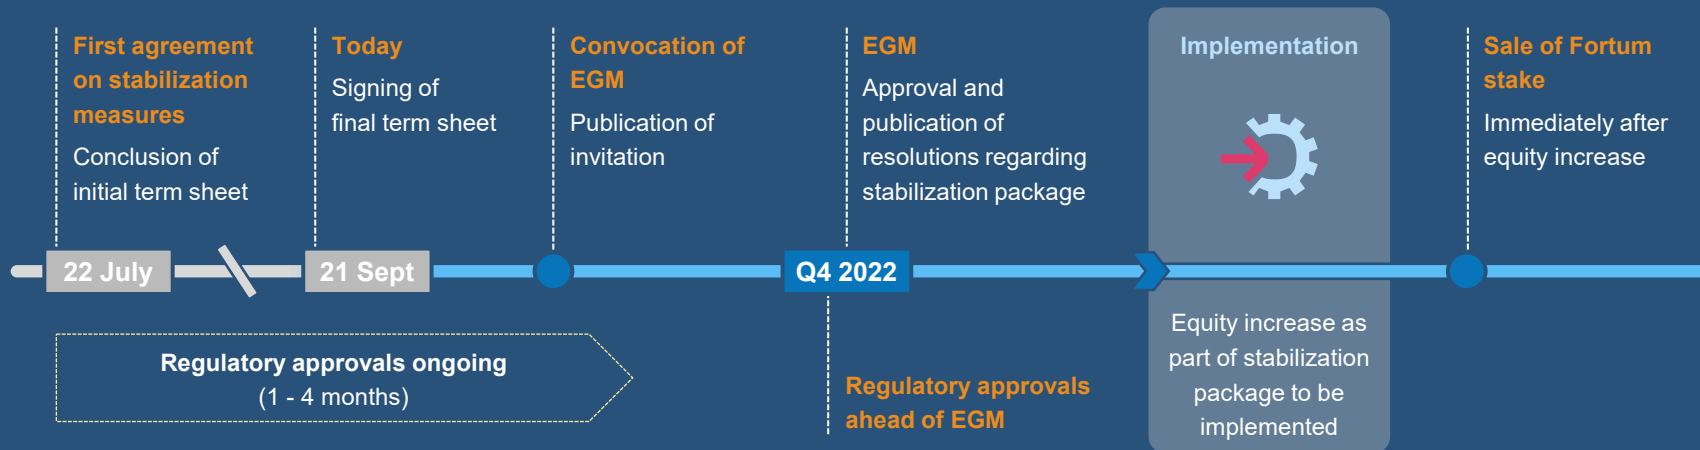 First agreement
on stabilization
measures
Conclusion of
initial term sheet
Today
Signing of
final term sheet
Convocation of
EGM
Publication of
invitation
EGM
Approval and
publication of
resolutions regarding
stabilization package
Implementation
Sale of Fortum
stake
Immediately after
equity increase
22 July
21 Sept
Q4 2022
Regulatory approvals ongoing
(1 - 4 months)
Regulatory approvals
ahead of EGM
Equity increase as
part of stabilization
package to be
implemented